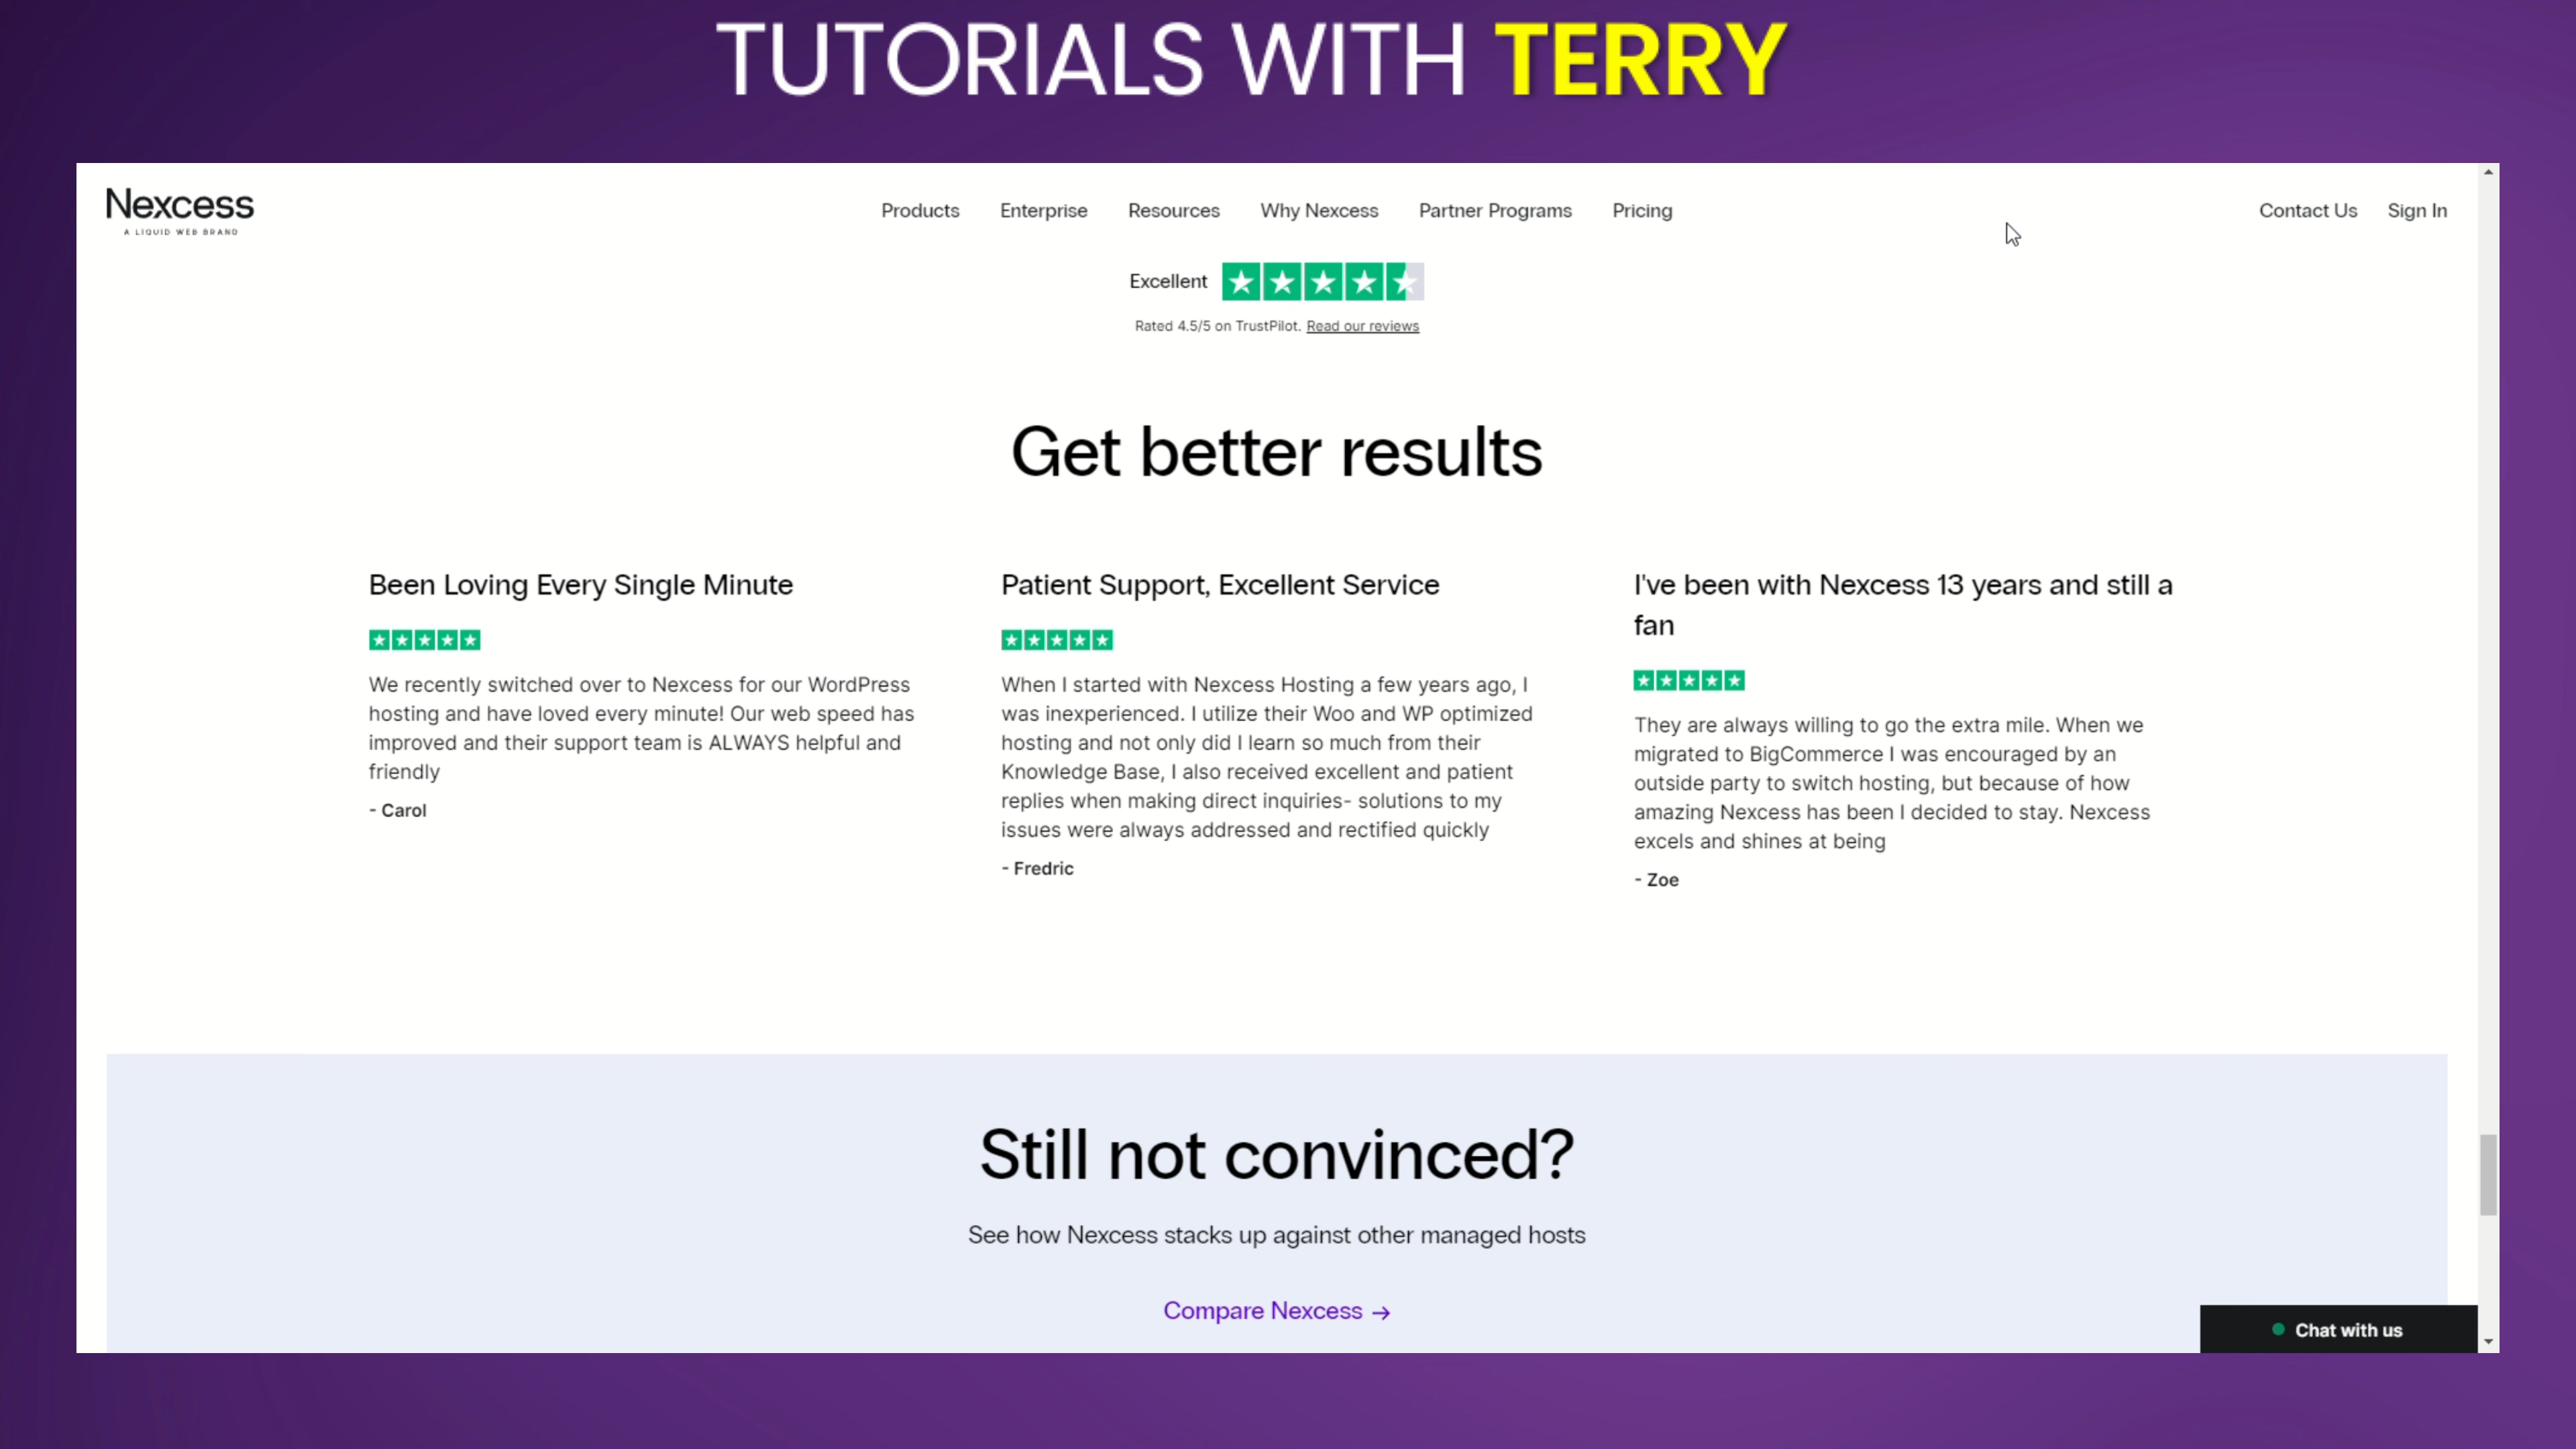 TUTORIALS WITH TERRY
Nexcess
A LIQUID WEB BRAND
Products Enterprise Resources Why Nexcess Partner Programs Pricing
Contact Us Sign In
Excellent
Rated 4.5/5 on TrustPilot. Read our reviews
Get better results
Been Loving Every Single Minute
We recently switched over to Nexcess for our WordPress
hosting and have loved every minute! Our web speed has
improved and their support team is ALWAYS helpful and
friendly
- Carol
Patient Support, Excellent Service
When I started with Nexcess Hosting a few years ago, I
was inexperienced. I utilize their Woo and WP optimized
hosting and not only did I learn so much from their
Knowledge Base, I also received excellent and patient
replies when making direct inquiries- solutions to my
issues were always addressed and rectified quickly
- Fredric
I've been with Nexcess 13 years and still a
fan
They are always willing to go the extra mile. When we
migrated to BigCommerce I was encouraged by an
outside party to switch hosting, but because of how
amazing Nexcess has been I decided to stay. Nexcess
excels and shines at being
- Zoe
Still not convinced?
See how Nexcess stacks up against other managed hosts
Compare Nexcess →
Chat with us